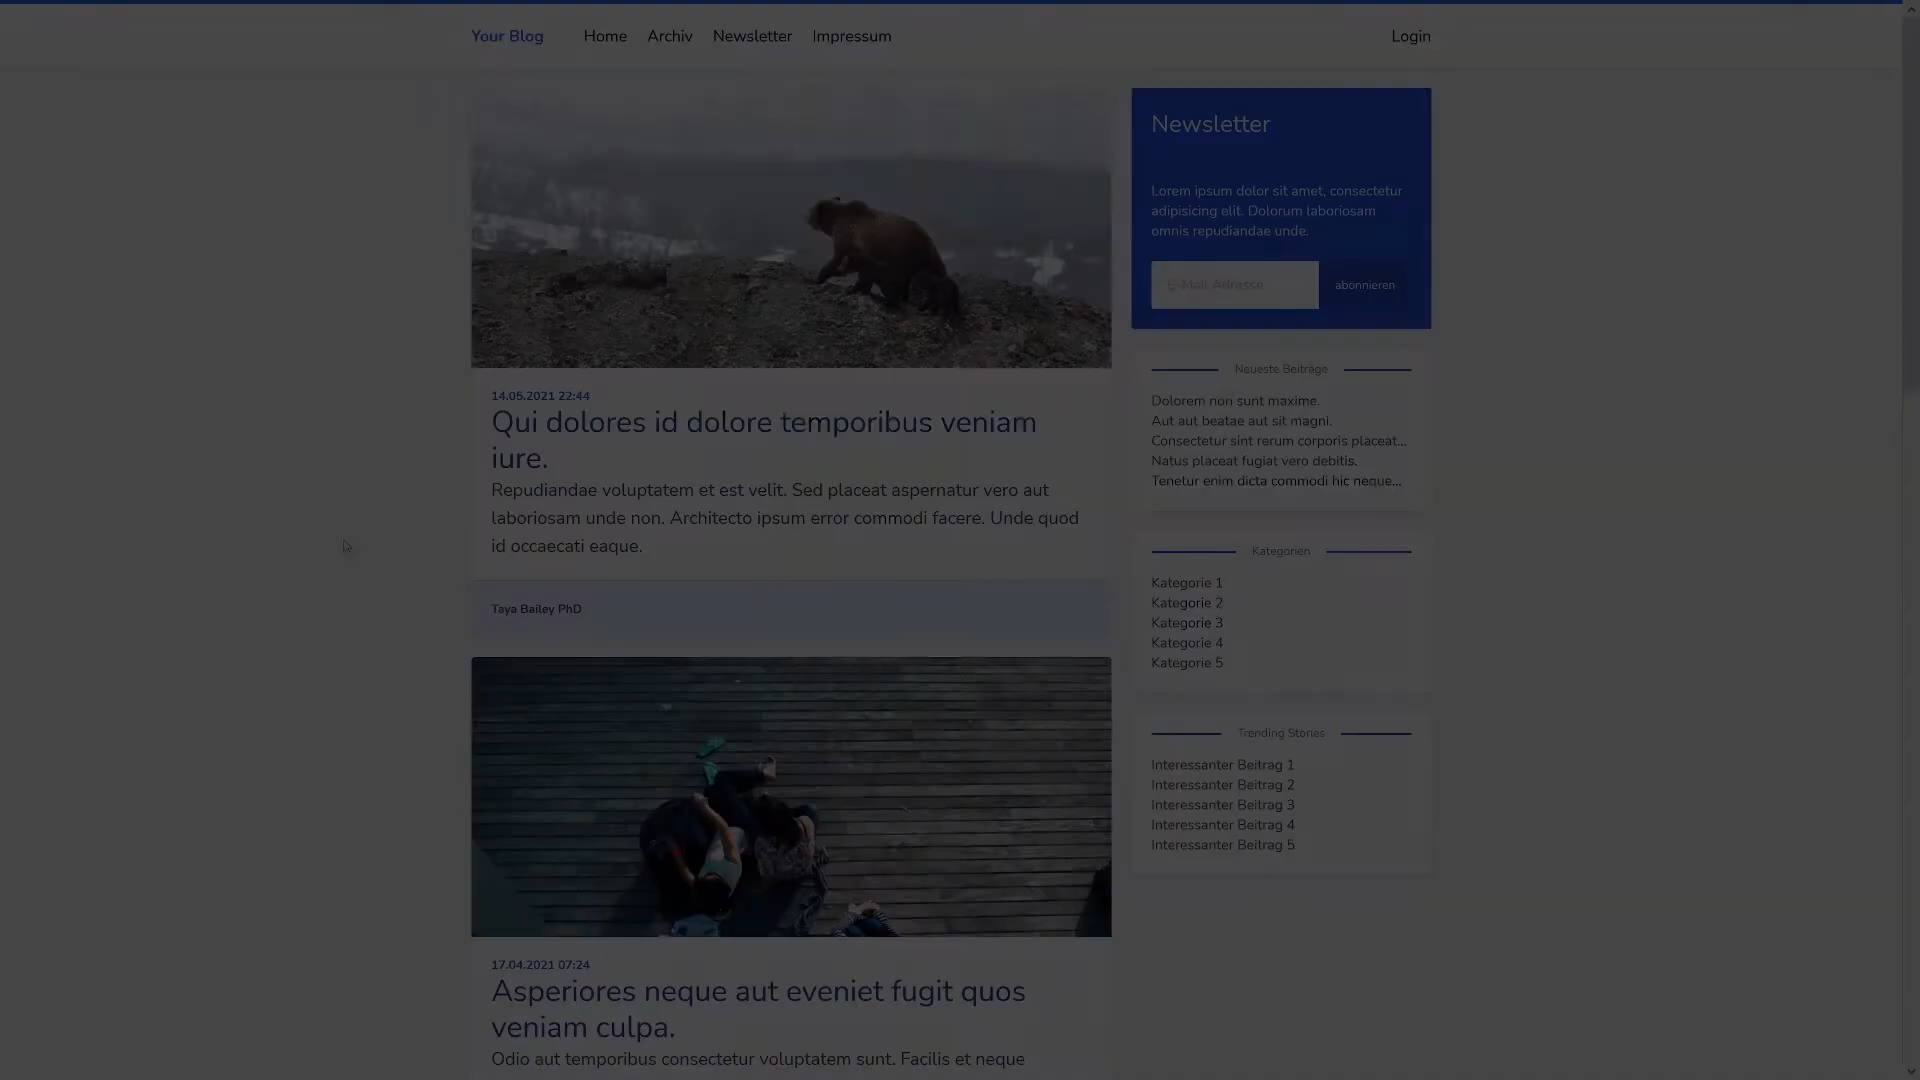 Your Blog Home Archiv Newsletter Impressum Login
14.05.2021 22:44
Qui dolores id dolore temporibus veniam
iure.
Repudiandae voluptatem et est velit. Sed placeat aspernatur vero aut
laboriosam unde non. Architecto ipsum error commodi facere. Unde quod
id occaecati eaque.
Taya Bailey PhD
17.04.2021 07:24
Asperiores neque aut eveniet fugit quos
veniam culpa.
Odio aut temporibus consectetur voluptatem sunt. Facilis et neque
Newsletter
Lorem ipsum dolor sit amet, consectetur
adipisicing elit. Dolorum laboriosam
omnis repudiandae unde.
E-Mail Adresse abonnieren
Neueste Beiträge
Dolorem non sunt maxime.
Aut aut beatae aut sit magni.
Consectetur sint rerum corporis placeat...
Natus placeat fugiat vero debitis.
Tenetur enim dicta commodi hic neque...
Kategorien
Kategorie 1
Kategorie 2
Kategorie 3
Kategorie 4
Kategorie 5
Trending Stories
Interessanter Beitrag 1
Interessanter Beitrag 2
Interessanter Beitrag 3
Interessanter Beitrag 4
Interessanter Beitrag 5